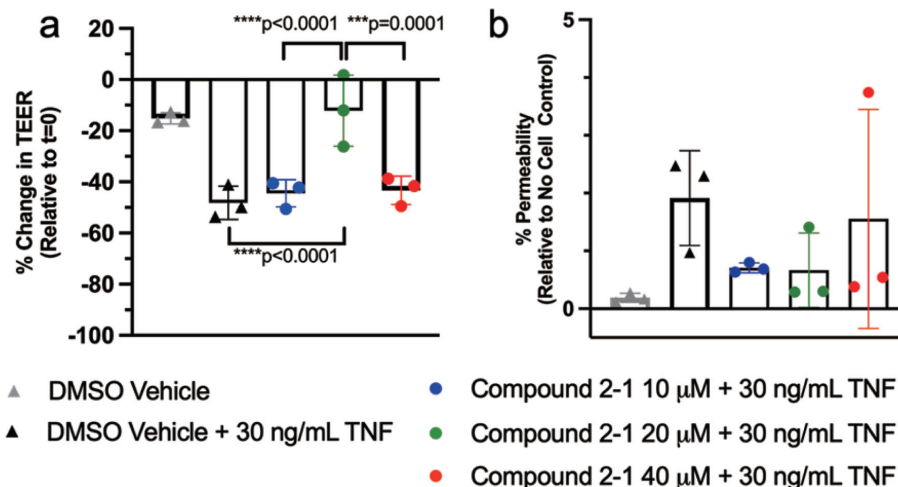 a
b
****p<0.0001
***p=0.0001
20
0
-20
-40
-60
-80
-100
% Change in TEER
(Relative to t=0)
****p<0.0001
5
0
% Permeability
(Relative to No Cell Control)
DMSO Vehicle
DMSO Vehicle + 30 ng/mL TNF
Compound 2-1 10 μM + 30 ng/mL TNF
Compound 2-1 20 μM + 30 ng/mL TNF
Compound 2-1 40 μM + 30 ng/mL TNF